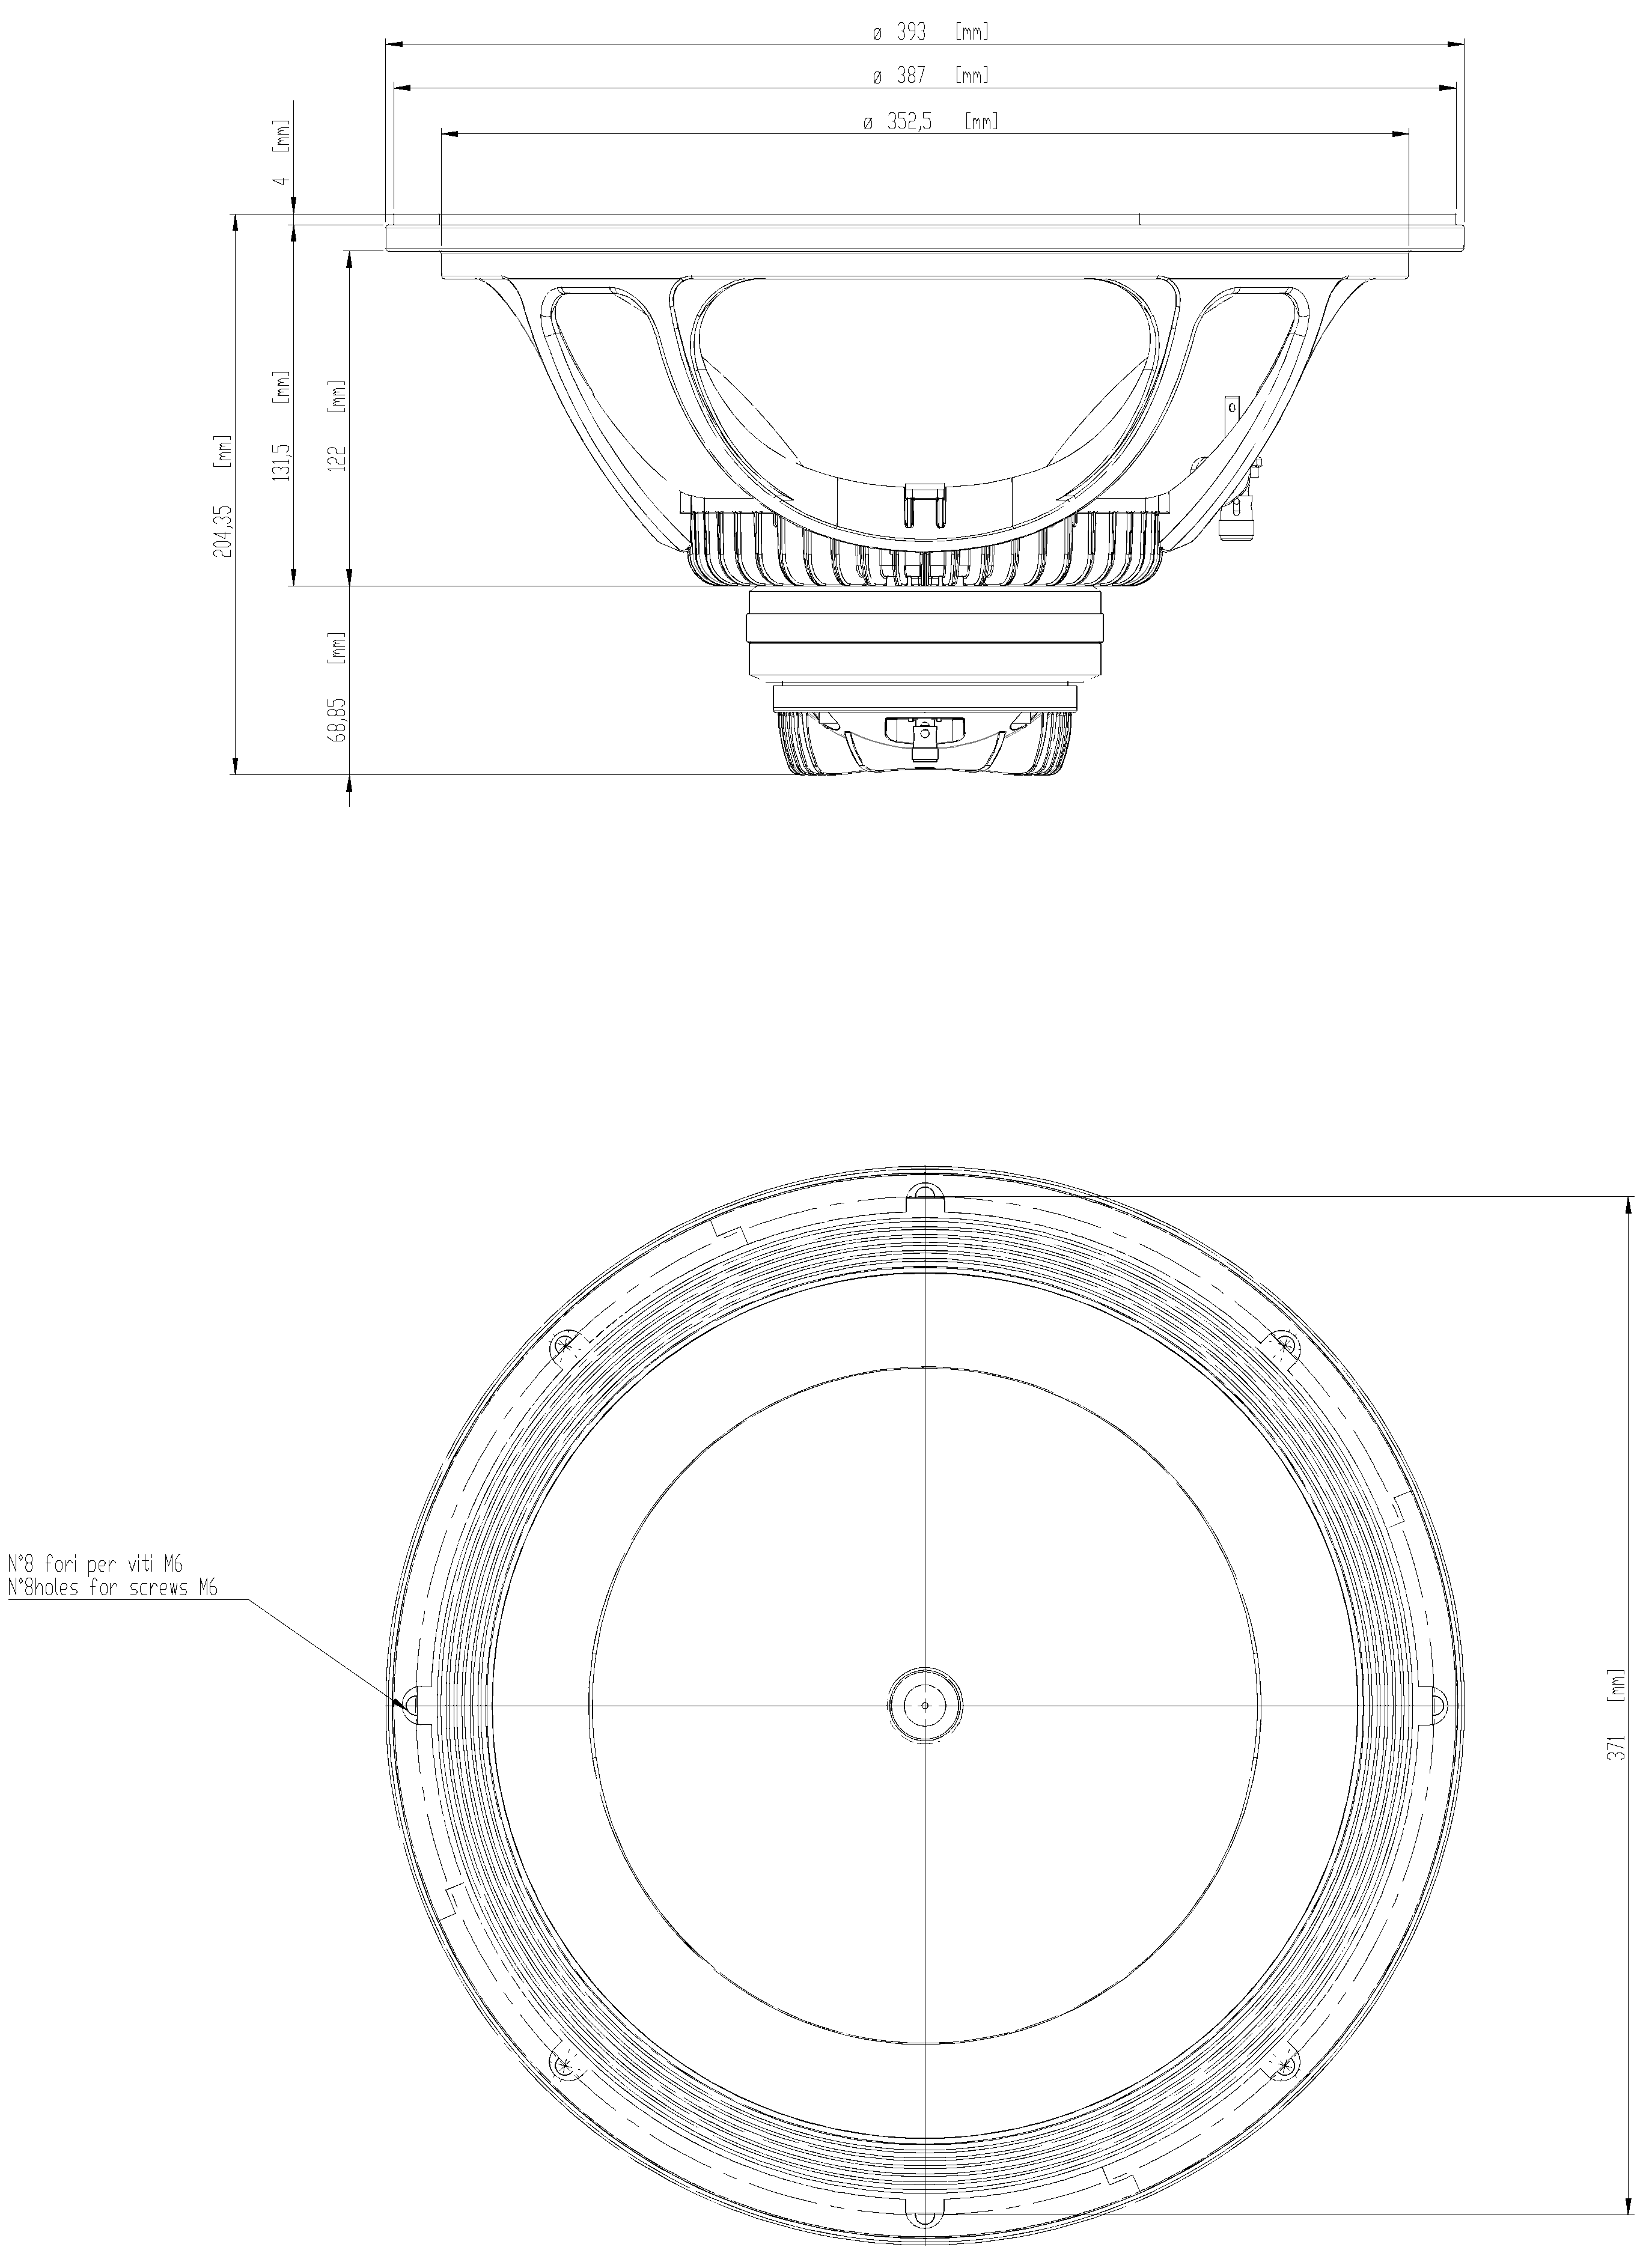 ø 393 [mm]
ø 387 [mm]
ø 352,5 [mm]
4 [mm]
204,35 [mm]
131,5 [mm]
122 [mm]
68,85 [mm]
N°8 fori per viti M6
N°8holes for screws M6
371 [mm]